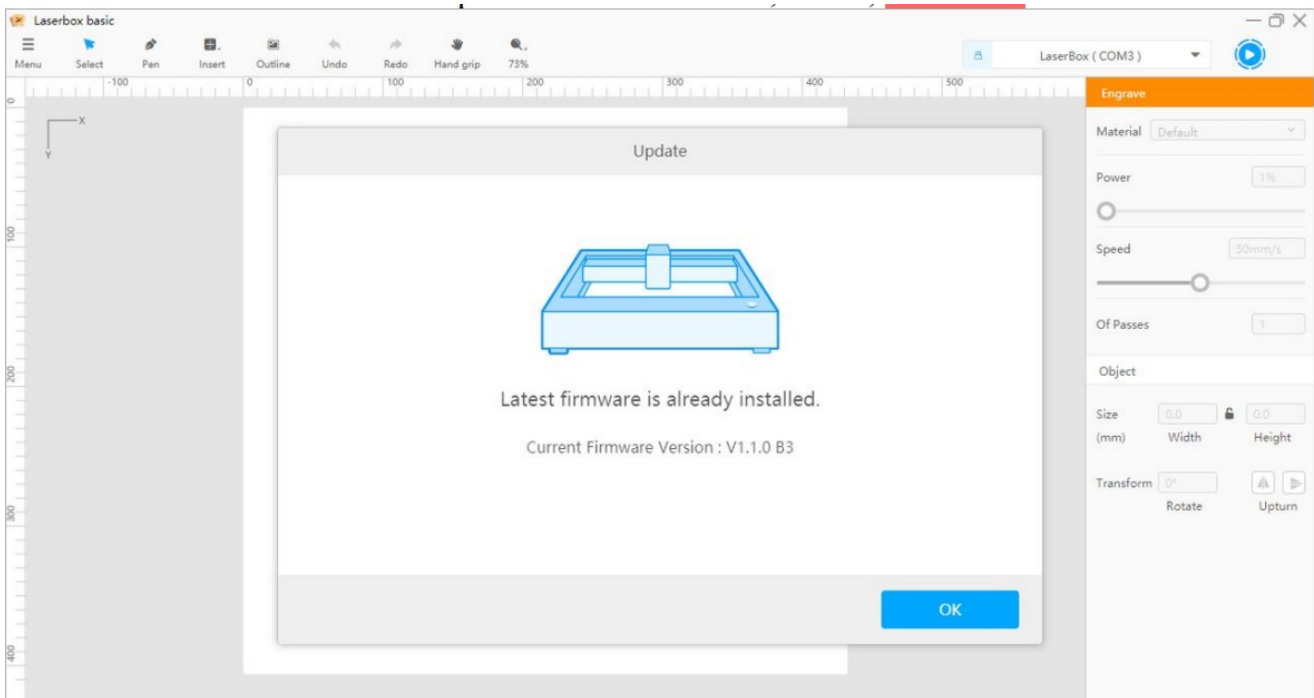 Laserbox basic
Menu Select Pen Insert Outline Undo Redo Hand grip 73%
LaserBox ( COM3 )
-100 0 100 200 300 400 500
0
100
200
300
400
X
Y
Update
Latest firmware is already installed.
Current Firmware Version : V1.1.0 B3
OK
Engrave
Material Default
Power 1%
Speed 50mm/s
Of Passes 1
Object
Size 0.0 0.0
(mm) Width Height
Transform 0°
Rotate Upturn